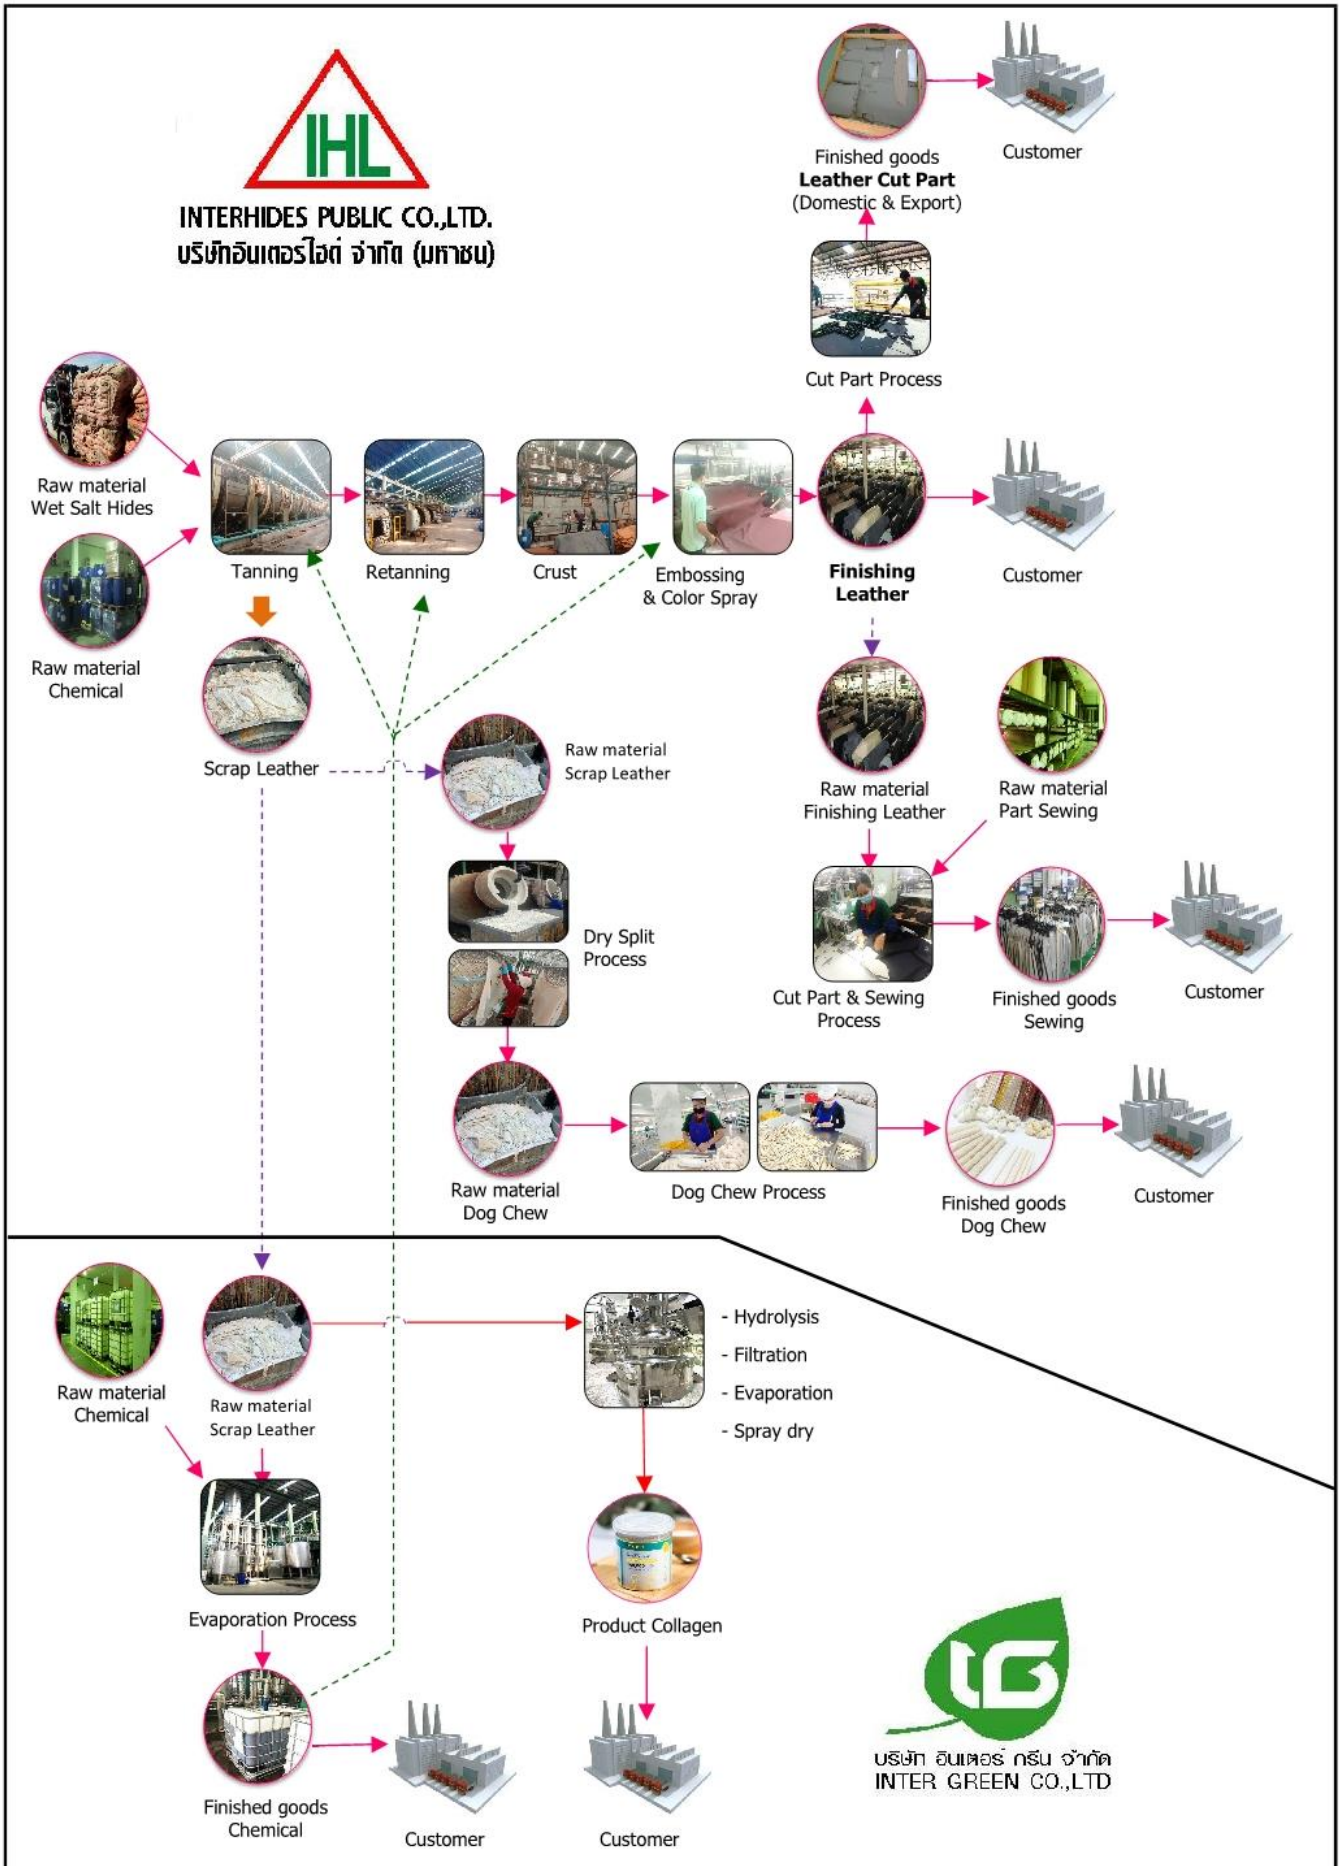 IHL
INTERHIDES PUBLIC CO.,LTD.
บริษัทอินเตอร์ไฮด์ จำกัด (มหาชน)
Finished goods
Leather Cut Part
(Domestic & Export)
Customer
Cut Part Process
Raw material
Wet Salt Hides
Raw material
Chemical
Tanning
Retanning
Crust
Embossing
& Color Spray
Finishing
Leather
Customer
Scrap Leather
Raw material
Scrap Leather
Raw material
Finishing Leather
Raw material
Part Sewing
Dry Split
Process
Cut Part & Sewing
Process
Finished goods
Sewing
Customer
Raw material
Dog Chew
Dog Chew Process
Finished goods
Dog Chew
Customer
Raw material
Chemical
Raw material
Scrap Leather
- Hydrolysis
- Filtration
- Evaporation
- Spray dry
Evaporation Process
Product Collagen
Finished goods
Chemical
Customer
Customer
IG
บริษัท อินเตอร์ กรีน จำกัด
INTER GREEN CO.,LTD